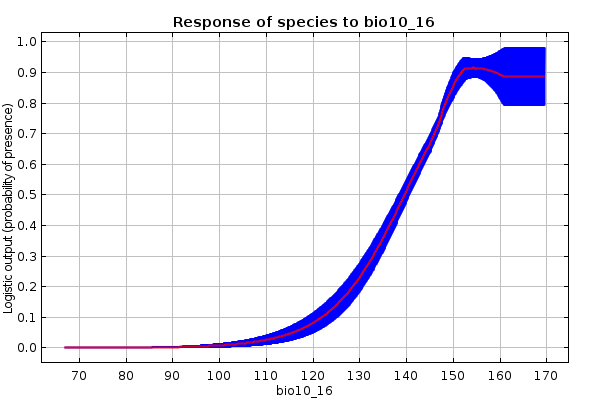 Response of species to bio10_16
Logistic output (probability of presence)
1.0
0.9
0.8
0.7
0.6
0.5
0.4
0.3
0.2
0.1
0.0
70 80 90 100 110 120 130 140 150 160 170
bio10_16